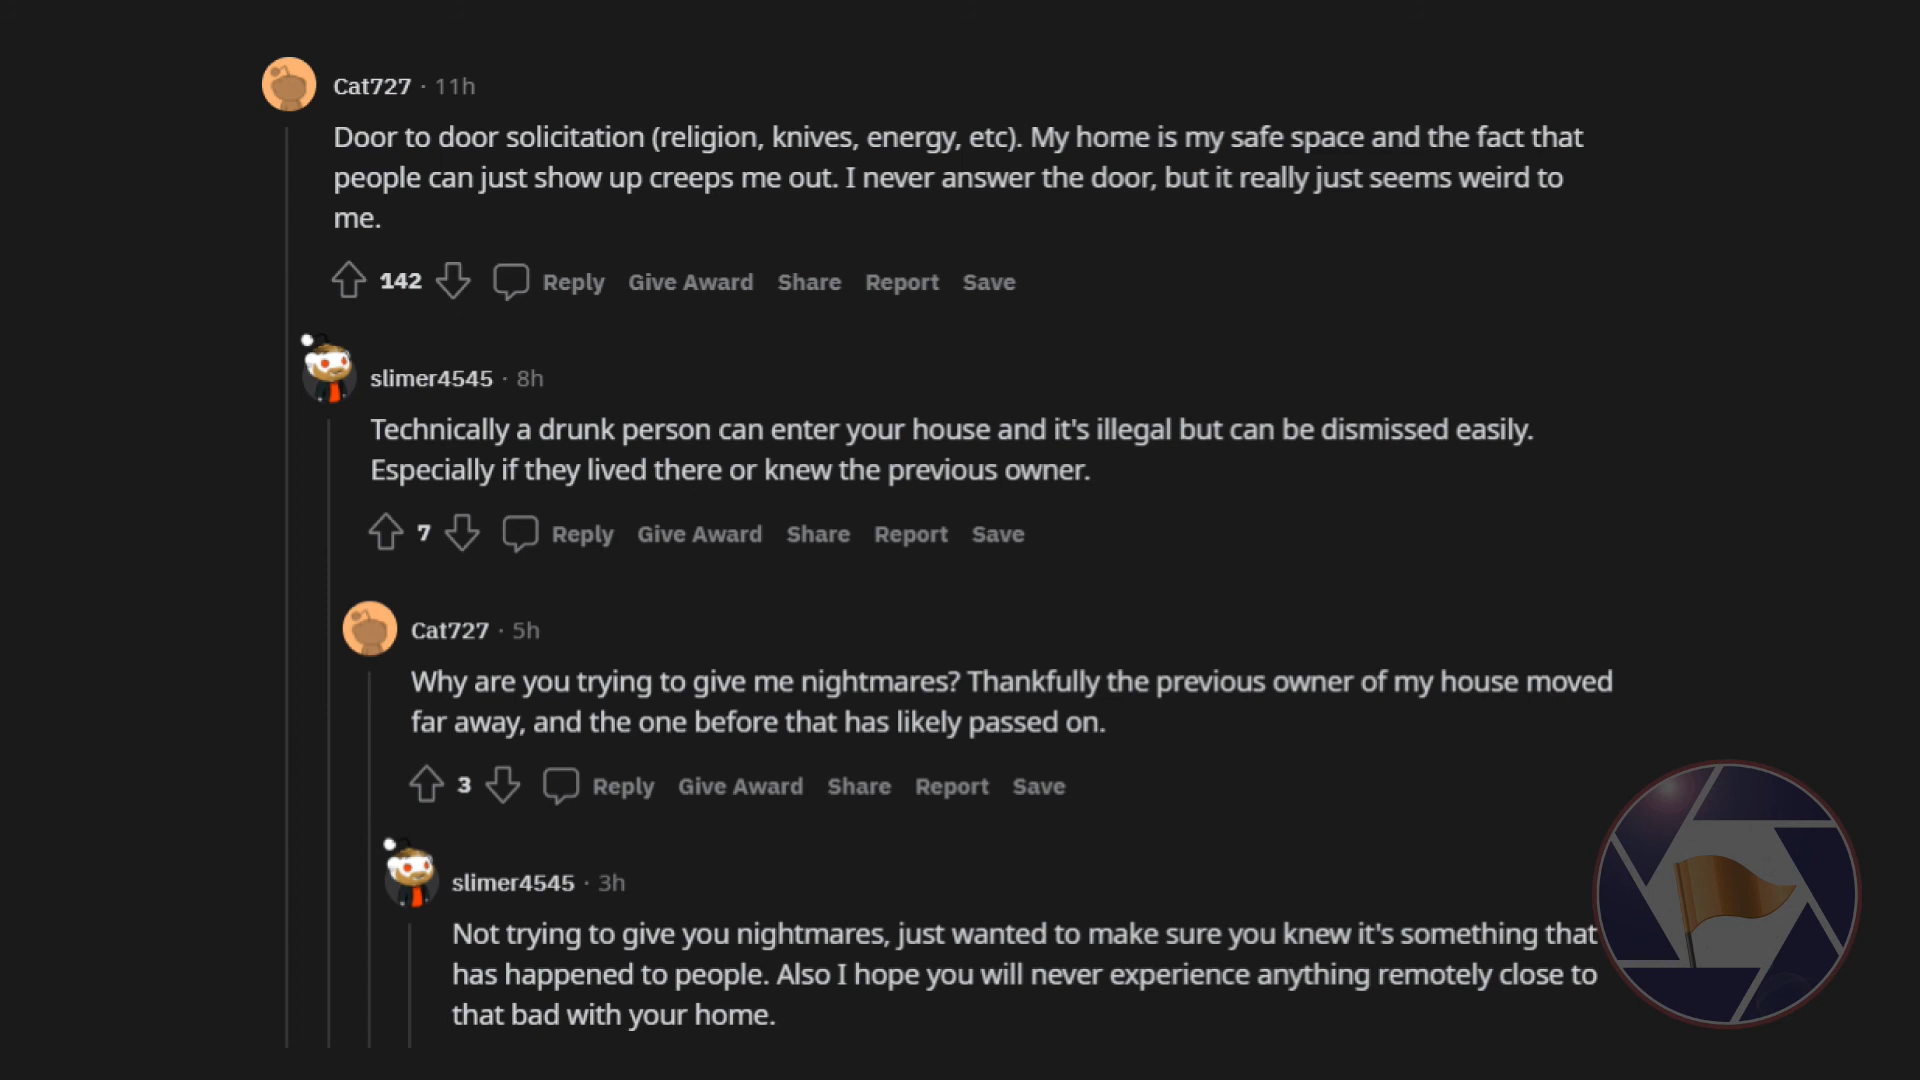 Cat727 · 11h
Door to door solicitation (religion, knives, energy, etc). My home is my safe space and the fact that
people can just show up creeps me out. I never answer the door, but it really just seems weird to
me.
142 Reply Give Award Share Report Save
slimer4545 · 8h
Technically a drunk person can enter your house and it's illegal but can be dismissed easily.
Especially if they lived there or knew the previous owner.
7 Reply Give Award Share Report Save
Cat727 · 5h
Why are you trying to give me nightmares? Thankfully the previous owner of my house moved
far away, and the one before that has likely passed on.
3 Reply Give Award Share Report Save
slimer4545 · 3h
Not trying to give you nightmares, just wanted to make sure you knew it's something that
has happened to people. Also I hope you will never experience anything remotely close to
that bad with your home.